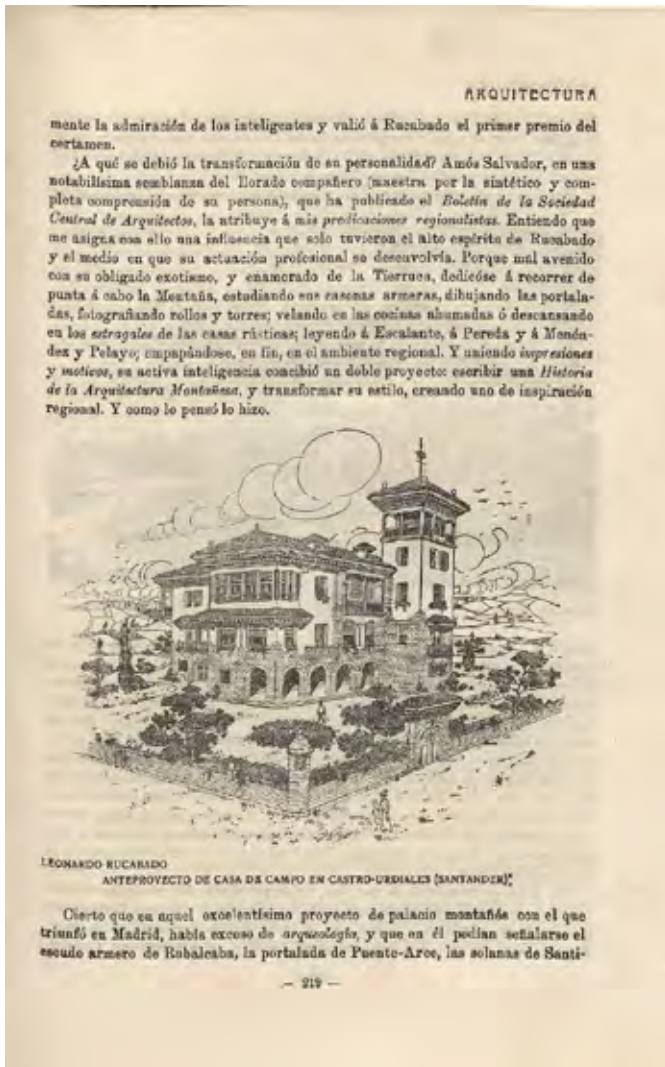 ARQUITECTURA
mente la admiración de los inteligentes y valió á Rucabado el primer premio del
certamen.
¿A qué se debió la transformación de su personalidad? Amós Salvador, en una
notabilísima semblanza del llorado compañero (maestra por la sintético y com-
pleta comprensión de su persona), que ha publicado el Boletín de la Sociedad
Central de Arquitectos, la atribuye á mis predicaciones regionalistas. Entiendo que
me asigna con ello una influencia que solo tuvieron el alto espíritu de Rucabado
y el medio en que su actuación profesional se desenvolvía. Porque mal avenido
con su obligado exotismo, y enamorado de la Tierruca, dedicóse á recorrer de
punta á cabo la Montaña, estudiando sus casonas armeras, dibujando las portala-
das, fotografiando rollos y torres; velando en las cocinas ahumadas ó descansando
en los estragales de las casas rústicas; leyendo á Escalante, á Pereda y á Menén-
dez y Pelayo; empapándose, en fin, en el ambiente regional. Y uniendo impresiones
y motivos, su activa inteligencia concibió un doble proyecto: escribir una Historia
de la Arquitectura Montañesa, y transformar su estilo, creando uno de inspiración
regional. Y como lo pensó lo hizo.
LEONARDO RUCABADO
ANTEPROYECTO DE CASA DE CAMPO EN CASTRO-URDIALES (SANTANDER)
Cierto que en aquel excelentísimo proyecto de palacio montañés con el que
triunfó en Madrid, había exceso de arqueología, y que en él podían señalarse el
escudo armero de Rubalcaba, la portalada de Puente-Arce, las solanas de Santi-
— 219 —